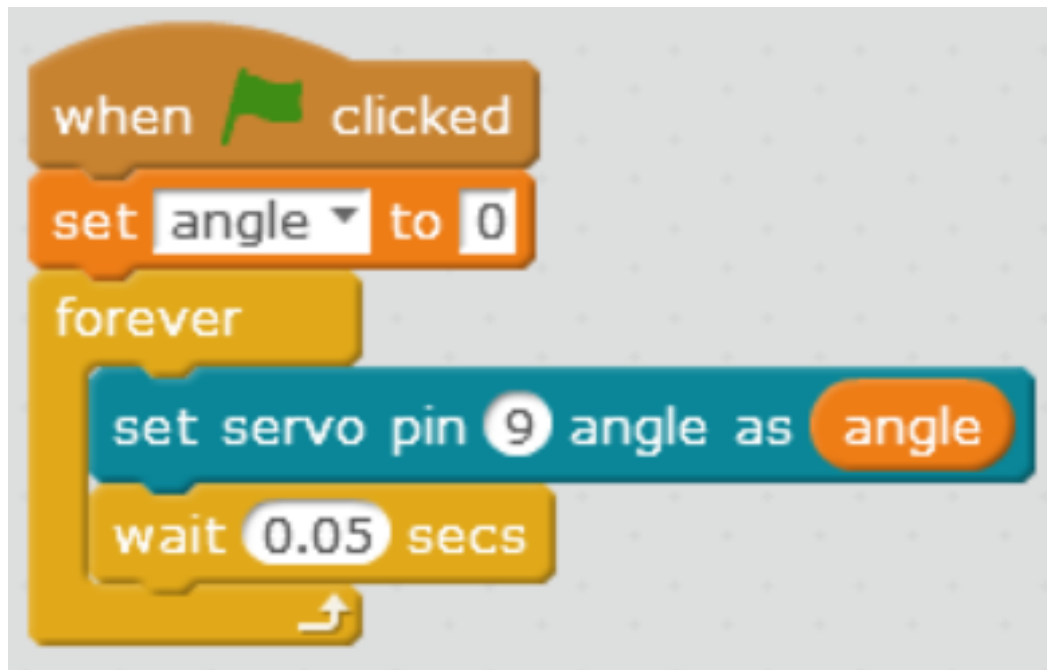 when clicked
set angle to 0
forever
set servo pin 9 angle as angle
wait 0.05 secs